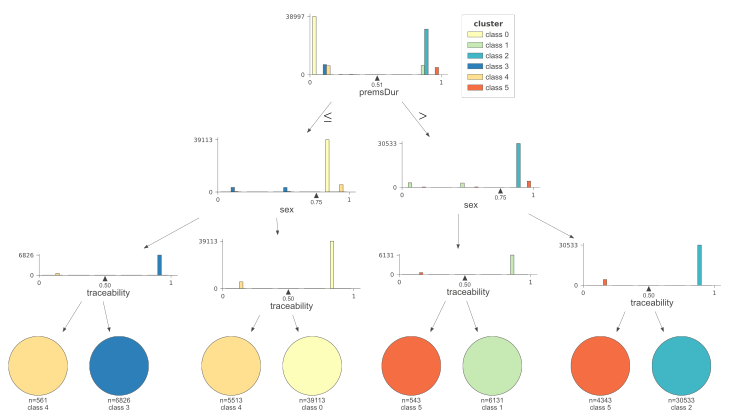 38997
0
0
0.51
1
premsDur
cluster
class 0
class 1
class 2
class 3
class 4
class 5
≤
>
39113
0
0
0.75
1
sex
30533
0
0
0.75
1
sex
6826
0
0
0.50
1
traceability
39113
0
0
0.50
1
traceability
6131
0
0
0.50
1
traceability
30533
0
0
0.50
1
traceability
n=561
class 4
n=6826
class 3
n=5513
class 4
n=39113
class 0
n=543
class 5
n=6131
class 1
n=4343
class 5
n=30533
class 2